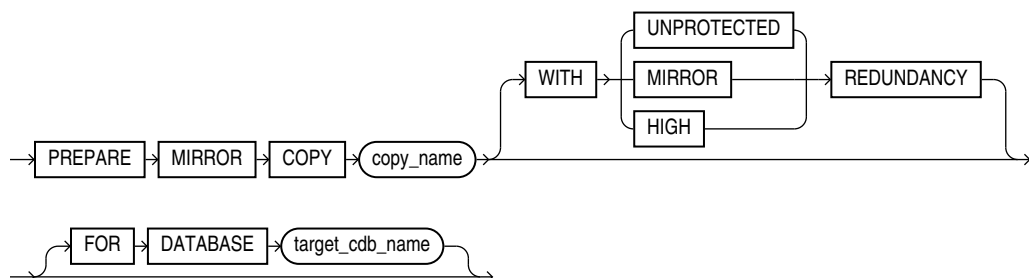 UNPROTECTED
WITH MIRROR REDUNDANCY
HIGH
PREPARE MIRROR COPY copy_name
FOR DATABASE target_cdb_name